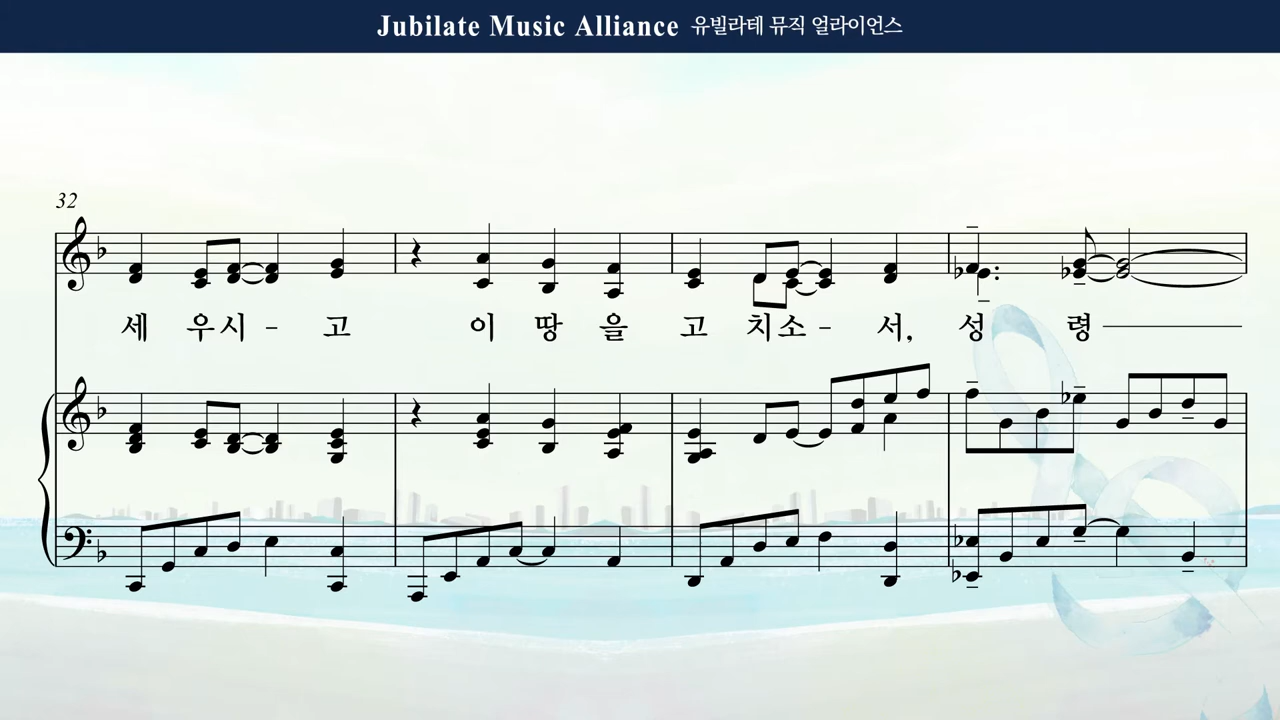 Jubilate Music Alliance 유빌라테 뮤직 얼라이언스
32
세 우시 - 고 이 땅 을 고 치소 - 서, 성 령